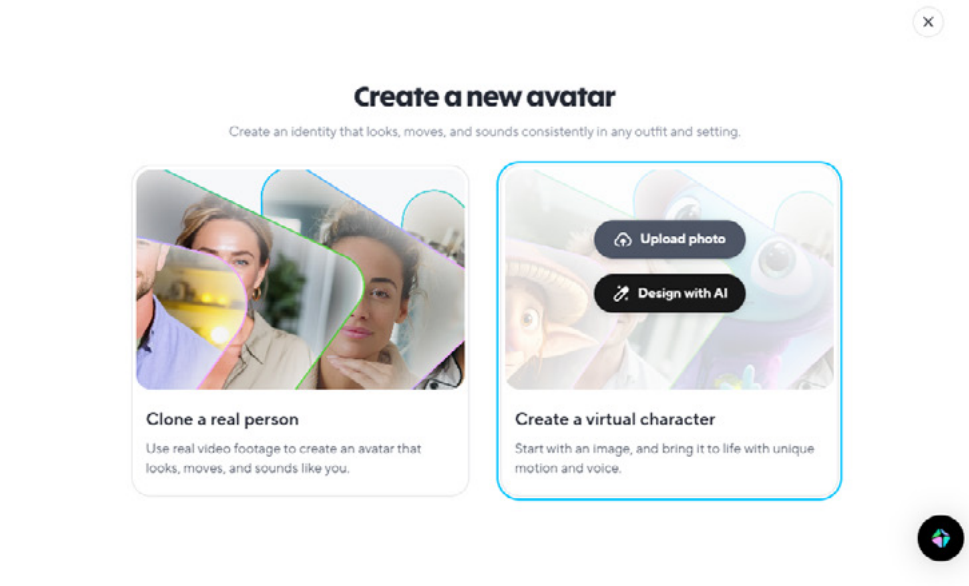 Create a new avatar
Create an identity that looks, moves, and sounds consistently in any outfit and setting.
Upload photo
Design with AI
Clone a real person
Use real video footage to create an avatar that
looks, moves, and sounds like you.
Create a virtual character
Start with an image, and bring it to life with unique
motion and voice.